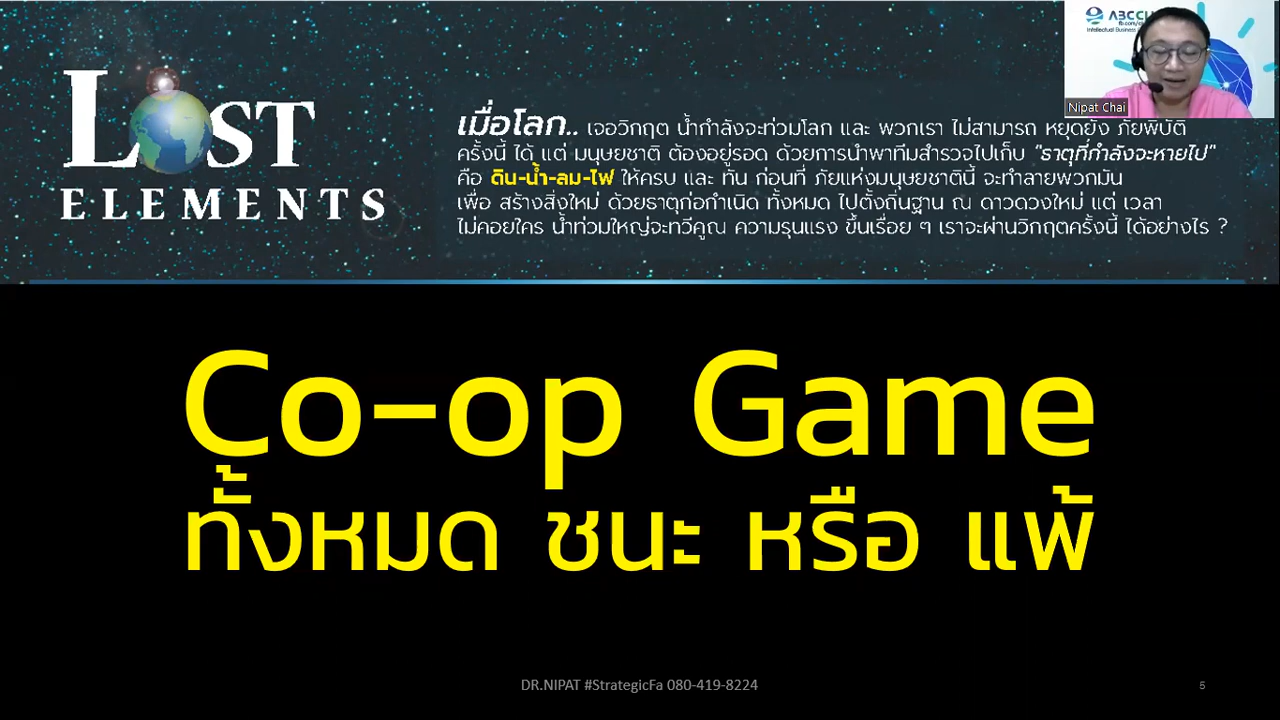 LOST
ELEMENTS
เมื่อโลก.. เจอวิกฤต น้ำกำลังจะท่วมโลก และ พวกเรา ไม่สามารถ หยุดยั้ง ภัยพิบัติ
ครั้งนี้ ได้ แต่ มนุษยชาติ ต้องอยู่รอด ด้วยการนำพาทีมสำรวจไปเก็บ "ธาตุที่กำลังจะหายไป"
คือ ดิน-น้ำ-ลม-ไฟ ให้ครบ และ ทัน ก่อนที่ ภัยแห่งมนุษยชาตินี้ จะทำลายพวกมัน
เพื่อ สร้างสิ่งใหม่ ด้วยธาตุก่อกำเนิด ทั้งหมด ไปตั้งถิ่นฐาน ณ ดาวดวงใหม่ แต่ เวลา
ไม่คอยใคร น้ำท่วมใหญ่จะทวีคูณ ความรุนแรง ขึ้นเรื่อย ๆ เราจะผ่านวิกฤตครั้งนี้ ได้อย่างไร ?
Nipat Chai
Co-op Game
ทั้งหมด ชนะ หรือ แพ้
DR.NIPAT #StrategicFa 080-419-8224
5